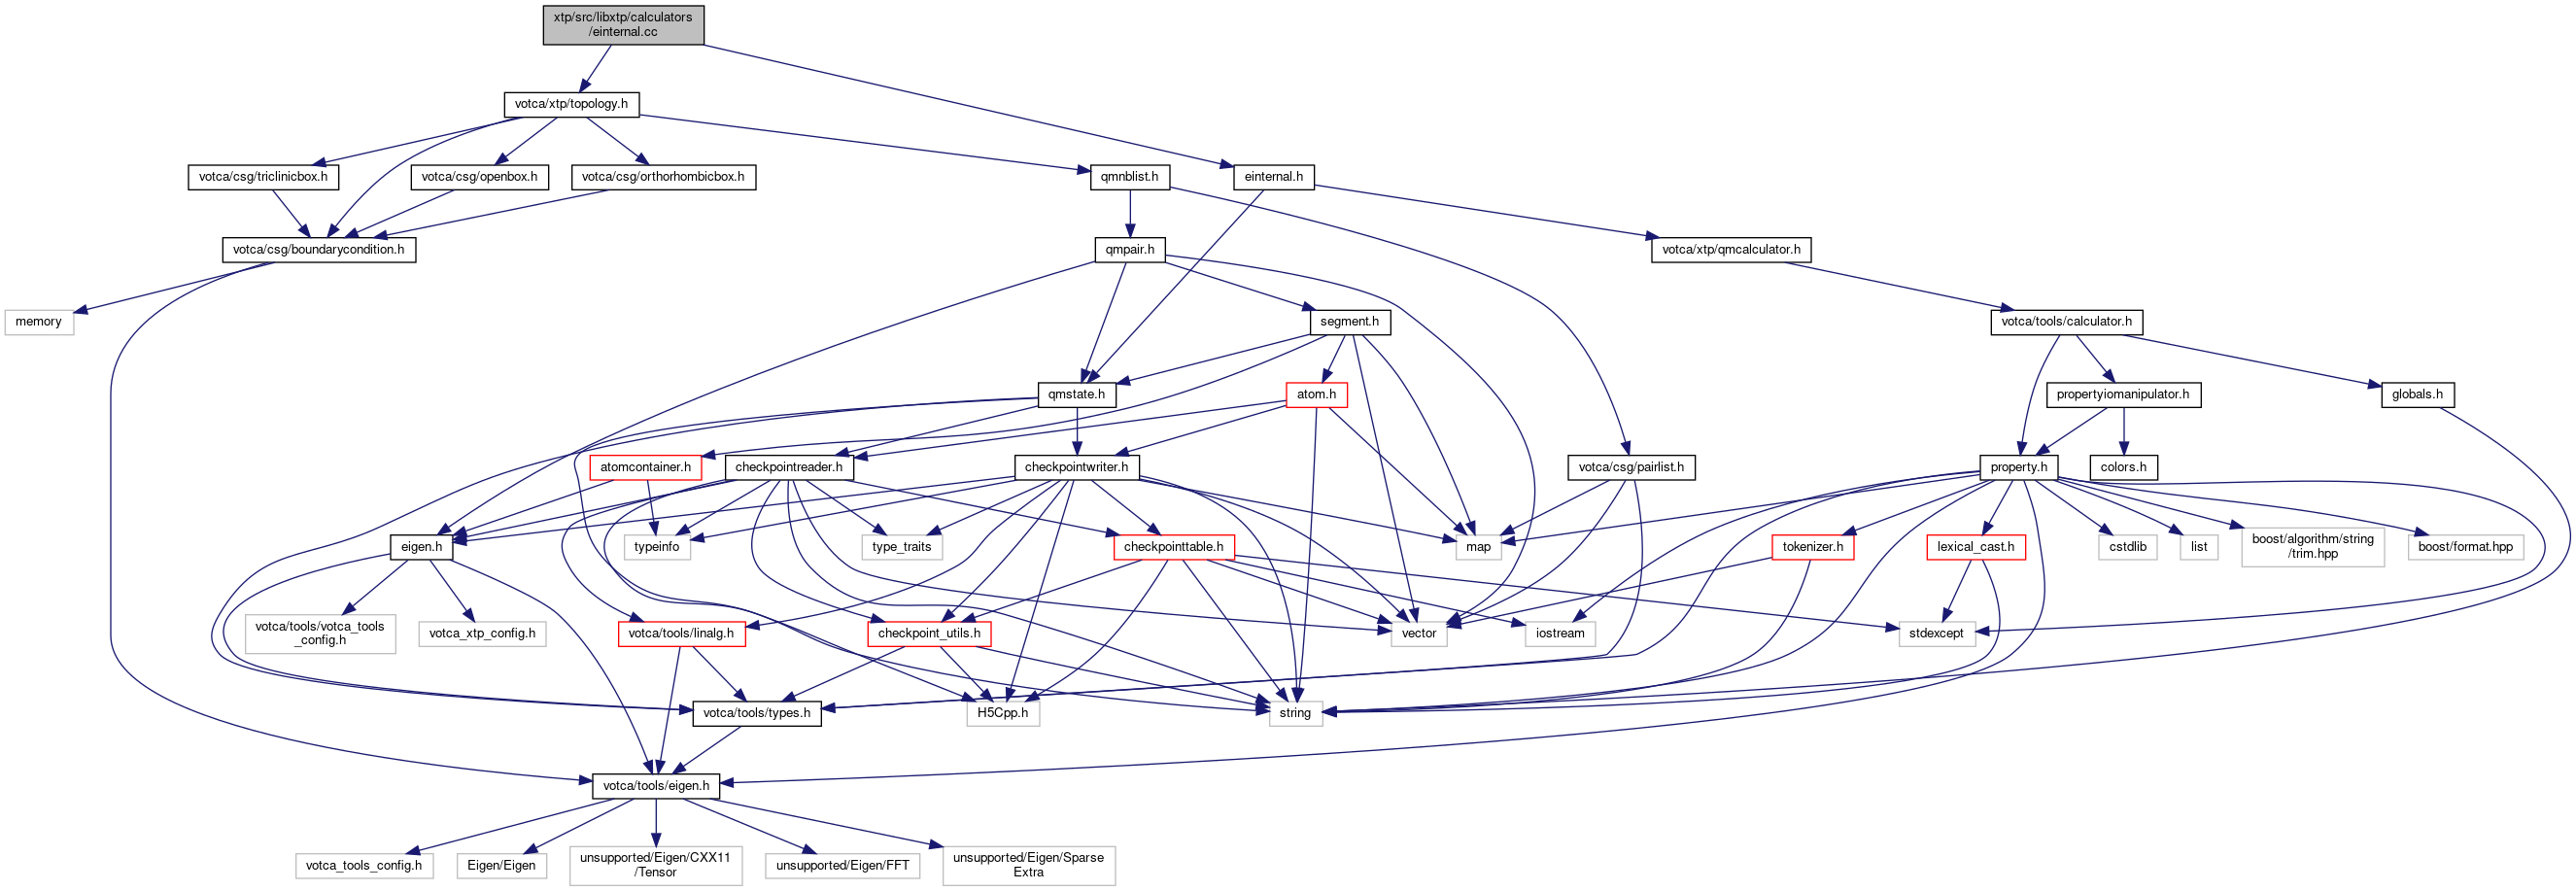 xtp/src/libxtp/calculators
/einternal.cc
votca/xtp/topology.h
votca/csg/triclinicbox.h
votca/csg/openbox.h
votca/csg/orthorhombicbox.h
qmnblist.h
einternal.h
votca/csg/boundarycondition.h
qmpair.h
votca/xtp/qmcalculator.h
memory
segment.h
votca/tools/calculator.h
qmstate.h
atom.h
propertyiomanipulator.h
globals.h
atomcontainer.h
checkpointreader.h
checkpointwriter.h
votca/csg/pairlist.h
property.h
colors.h
eigen.h
typeinfo
type_traits
checkpointtable.h
map
tokenizer.h
lexical_cast.h
cstdlib
list
boost/algorithm/string
/trim.hpp
boost/format.hpp
votca/tools/votca_tools
_config.h
votca_xtp_config.h
votca/tools/linalg.h
checkpoint_utils.h
vector
iostream
stdexcept
votca/tools/types.h
H5Cpp.h
string
votca/tools/eigen.h
votca_tools_config.h
Eigen/Eigen
unsupported/Eigen/CXX11
/Tensor
unsupported/Eigen/FFT
unsupported/Eigen/Sparse
Extra